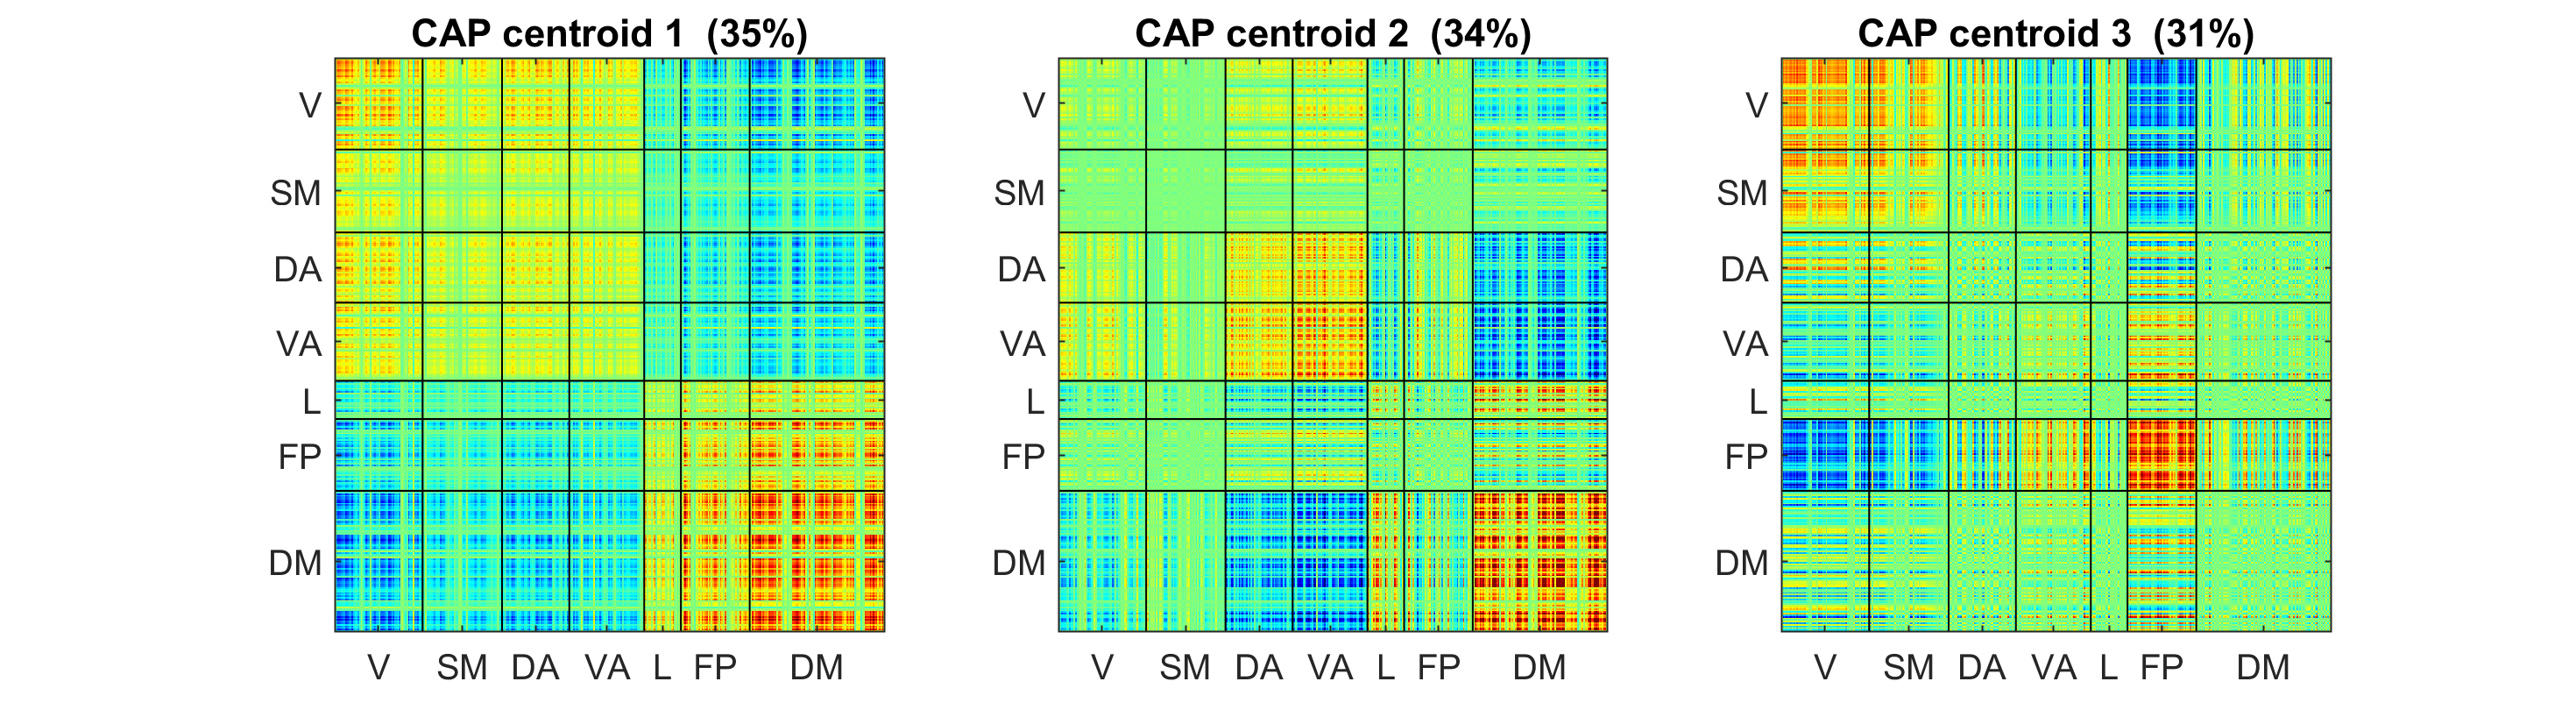 CAP centroid 1 (35%)
V
SM
DA
VA
L
FP
DM
V SM DA VA L FP DM
CAP centroid 2 (34%)
V
SM
DA
VA
L
FP
DM
V SM DA VA L FP DM
CAP centroid 3 (31%)
V
SM
DA
VA
L
FP
DM
V SM DA VA L FP DM